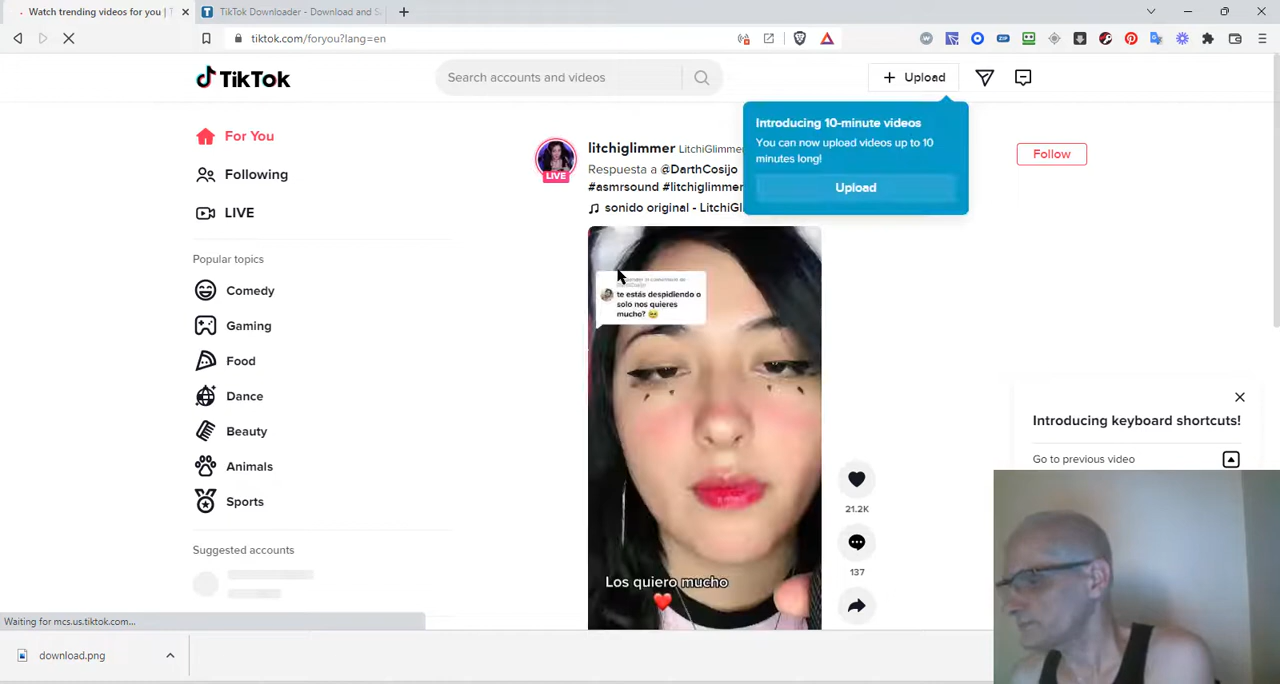 Watch trending videos for you | T
TikTok Downloader - Download and S
tiktok.com/foryou?lang=en
TikTok
Search accounts and videos
Upload
Introducing 10-minute videos
You can now upload videos up to 10
minutes long!
Upload
For You
Following
LIVE
Popular topics
Comedy
Gaming
Food
Dance
Beauty
Animals
Sports
Suggested accounts
LIVE
litchiglimmer LitchiGlimmer
Respuesta a @DarthCosijo
#asmrsound #litchiglimmer
sonido original - LitchiGl
Follow
te estás despidiendo o
solo nos quieres
mucho? 🥺
Los quiero mucho
❤️
21.2K
137
Introducing keyboard shortcuts!
Go to previous video
Waiting for mcs.us.tiktok.com...
download.png